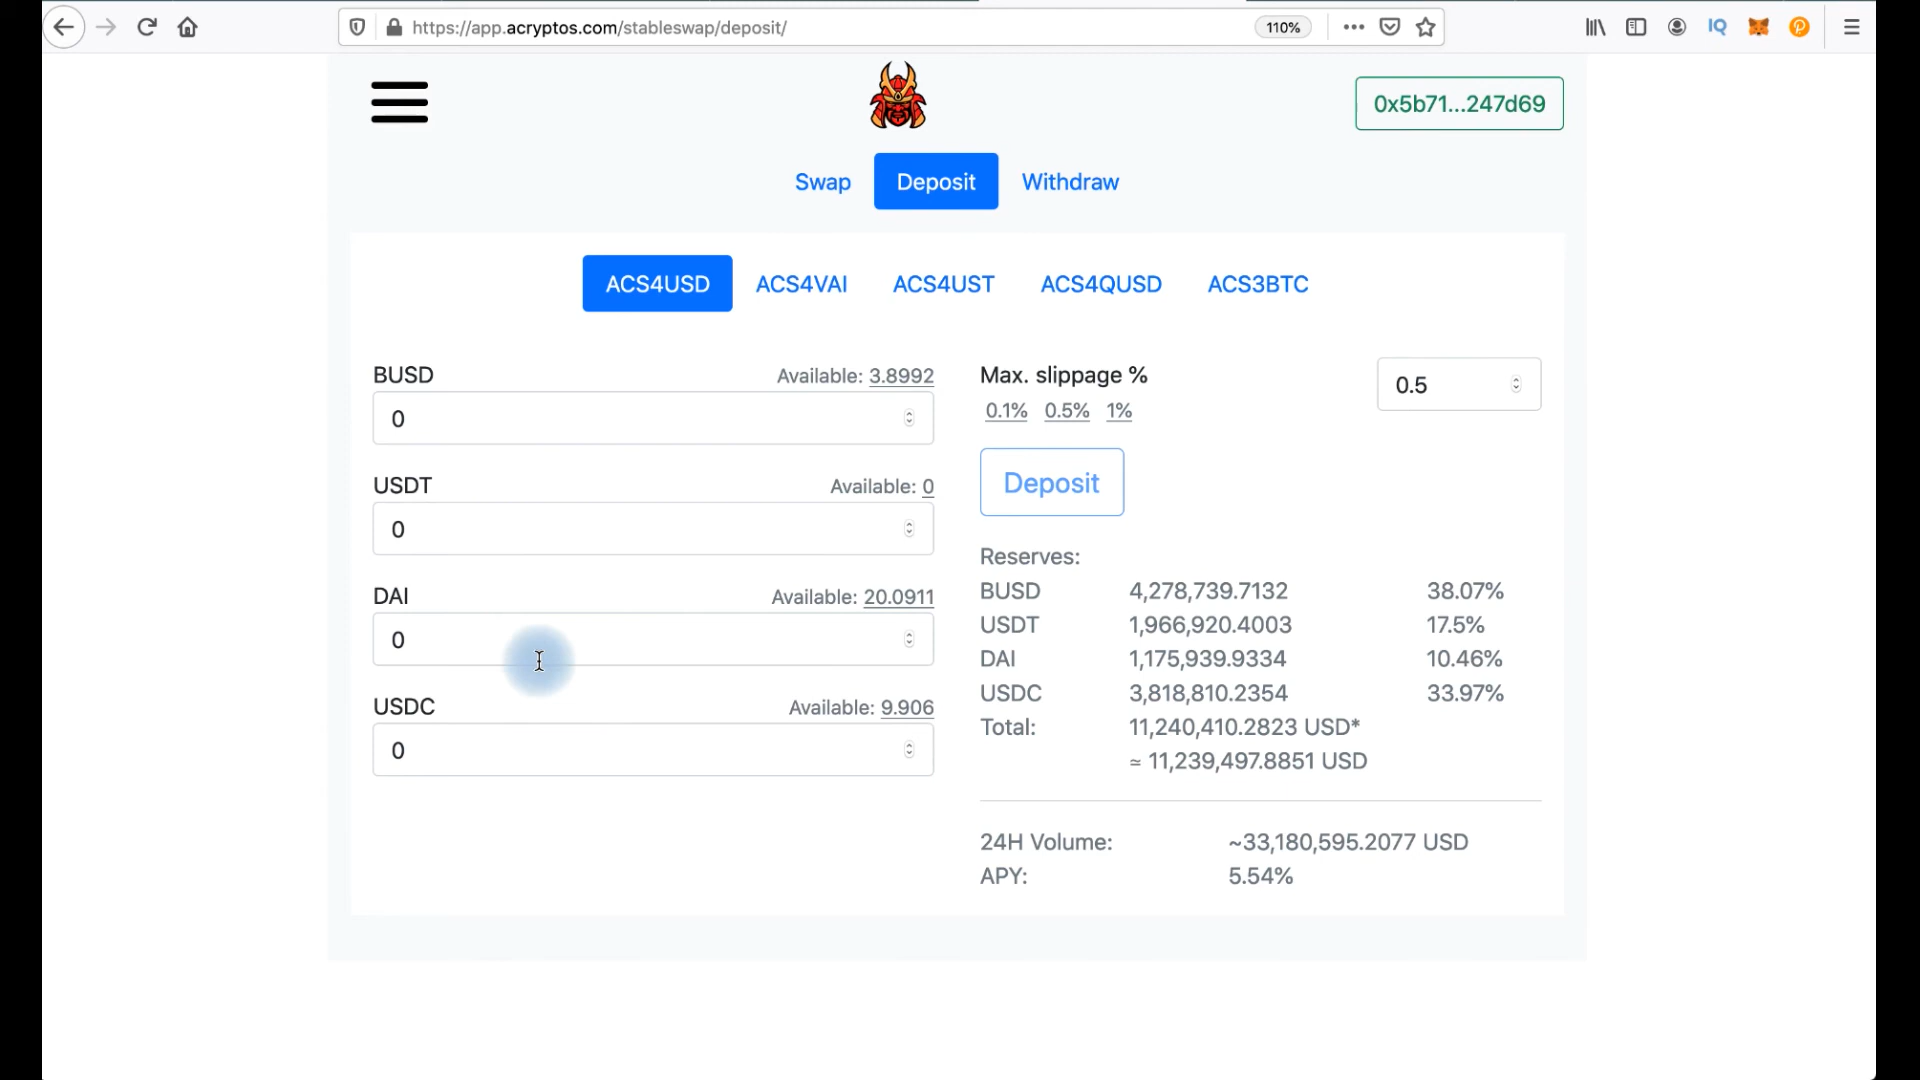 https://app.acryptos.com/stableswap/deposit/
110%
IQ
0x5b71...247d69
Swap
Deposit
Withdraw
ACS4USD
ACS4VAI
ACS4UST
ACS4QUSD
ACS3BTC
BUSD
Available: 3.8992
0
USDT
Available: 0
0
DAI
Available: 20.0911
0
USDC
Available: 9.906
0
Max. slippage %
0.5
0.1% 0.5% 1%
Deposit
Reserves:
BUSD 4,278,739.7132 38.07%
USDT 1,966,920.4003 17.5%
DAI 1,175,939.9334 10.46%
USDC 3,818,810.2354 33.97%
Total: 11,240,410.2823 USD*
≃ 11,239,497.8851 USD
24H Volume: ~33,180,595.2077 USD
APY: 5.54%